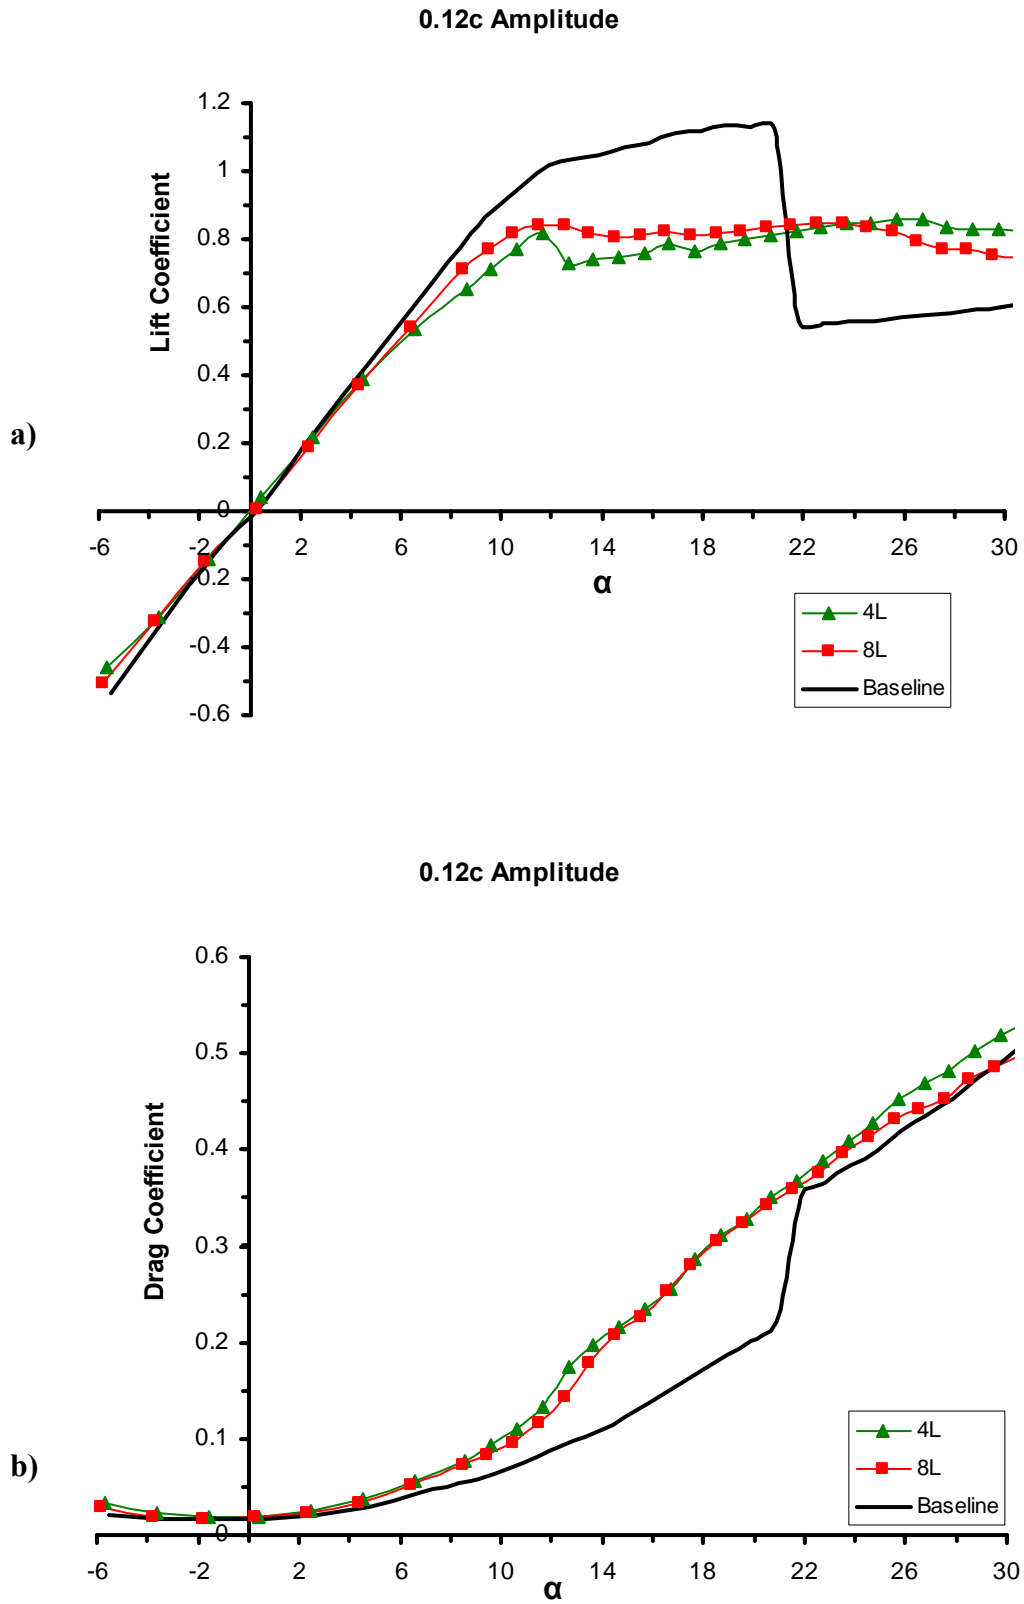 0.12c Amplitude
1.2
1
0.8
0.6
0.4
0.2
0
-0.2
-0.4
-0.6
Lift Coefficient
a)
-6 -2 2 6 10 14 18 22 26 30
α
4L
8L
Baseline
0.12c Amplitude
0.6
0.5
0.4
0.3
0.2
0.1
0
Drag Coefficient
b)
-6 -2 2 6 10 14 18 22 26 30
α
4L
8L
Baseline